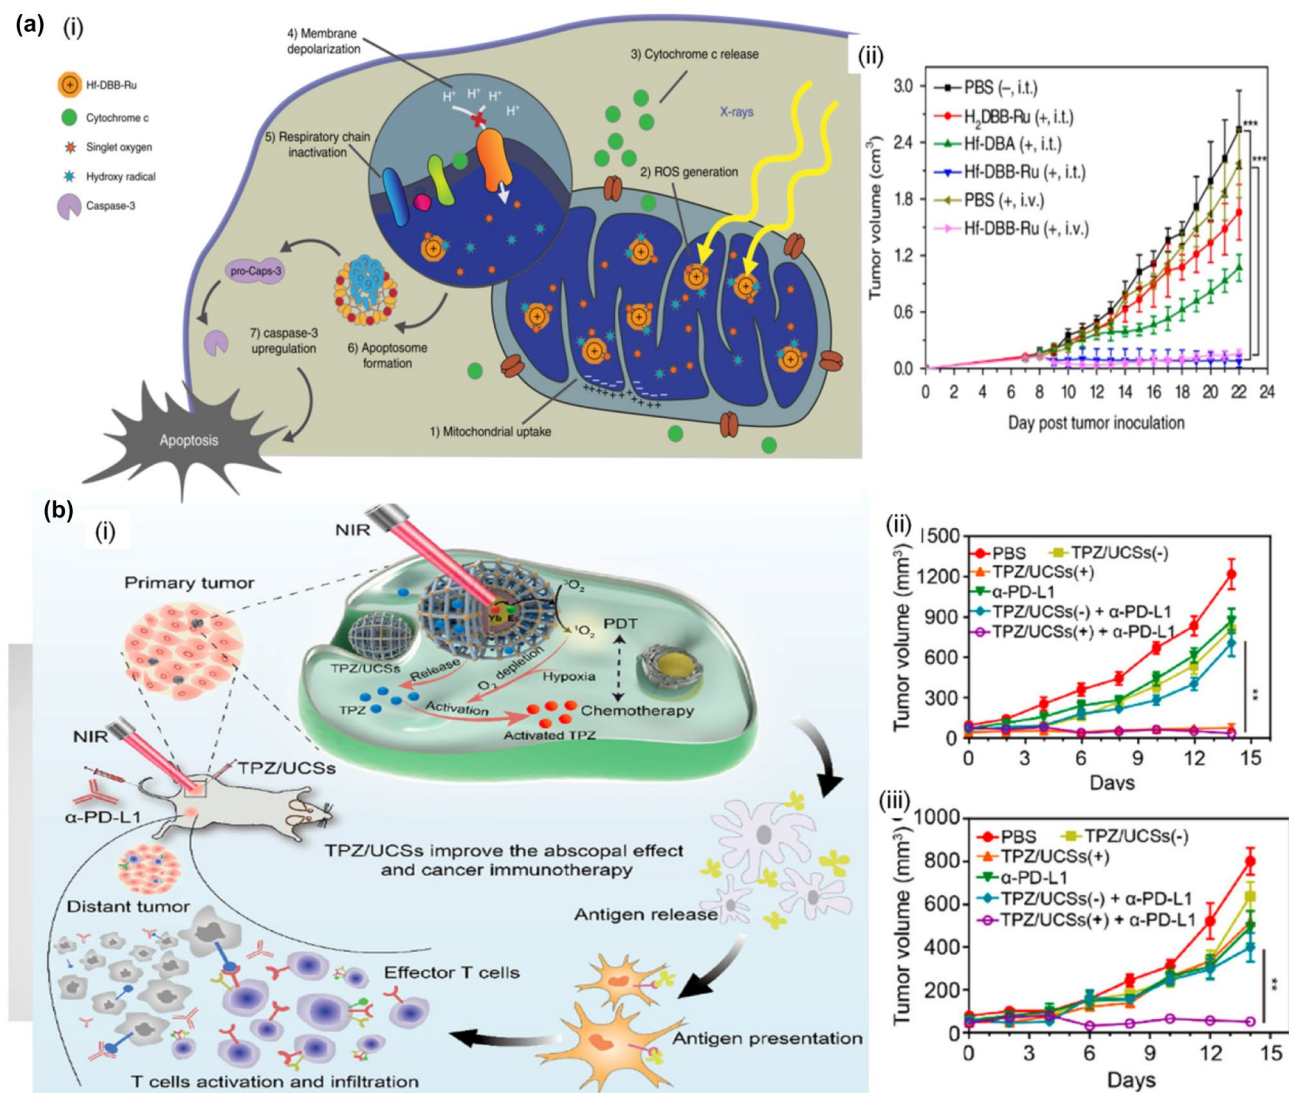 (a)
(i)
Hf-DBB-Ru
Cytochrome c
Singlet oxygen
Hydroxy radical
Caspase-3
4) Membrane
depolarization
H⁺ H⁺ H⁺ H⁺
5) Respiratory chain
inactivation
3) Cytochrome c release
X-rays
2) ROS generation
pro-Caps-3
7) caspase-3
upregulation
6) Apoptosome
formation
1) Mitochondrial uptake
Apoptosis
(ii)
Tumor volume (cm³)
3.0
2.4
1.8
1.2
0.6
0.0
PBS (–, i.t.)
H₂DBB-Ru (+, i.t.)
Hf-DBA (+, i.t.)
Hf-DBB-Ru (+, i.t.)
PBS (+, i.v.)
Hf-DBB-Ru (+, i.v.)
***
***
0 2 4 6 8 10 12 14 16 18 20 22 24
Day post tumor inoculation
(b)
(i)
NIR
Primary tumor
Yb Er
³O₂
¹O₂
PDT
TPZ/UCSs
Release
O₂ depletion
Hypoxia
TPZ
Activation
Activated TPZ
Chemotherapy
NIR
TPZ/UCSs
α-PD-L1
TPZ/UCSs improve the abscopal effect
and cancer immunotherapy
Distant tumor
Antigen release
Effector T cells
Antigen presentation
T cells activation and infiltration
(ii)
Tumor volume (mm³)
1500
1200
900
600
300
0
PBS
TPZ/UCSs(-)
TPZ/UCSs(+)
α-PD-L1
TPZ/UCSs(-) + α-PD-L1
TPZ/UCSs(+) + α-PD-L1
**
0 3 6 9 12 15
Days
(iii)
Tumor volume (mm³)
1000
800
600
400
200
0
PBS
TPZ/UCSs(-)
TPZ/UCSs(+)
α-PD-L1
TPZ/UCSs(-) + α-PD-L1
TPZ/UCSs(+) + α-PD-L1
**
0 3 6 9 12 15
Days